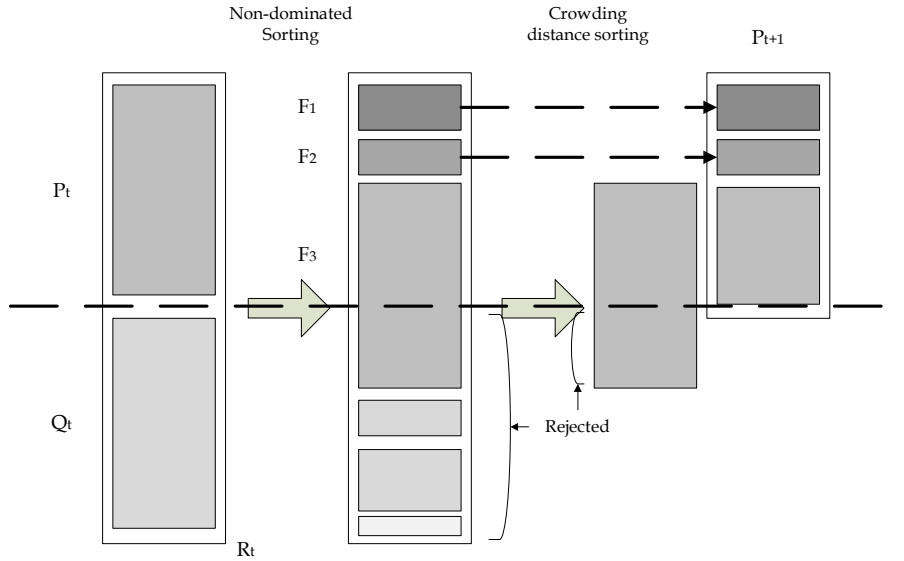 Non-dominated
Sorting
Crowding
distance sorting
Pt+1
F1
F2
Pt
F3
Qt
Rejected
Rt